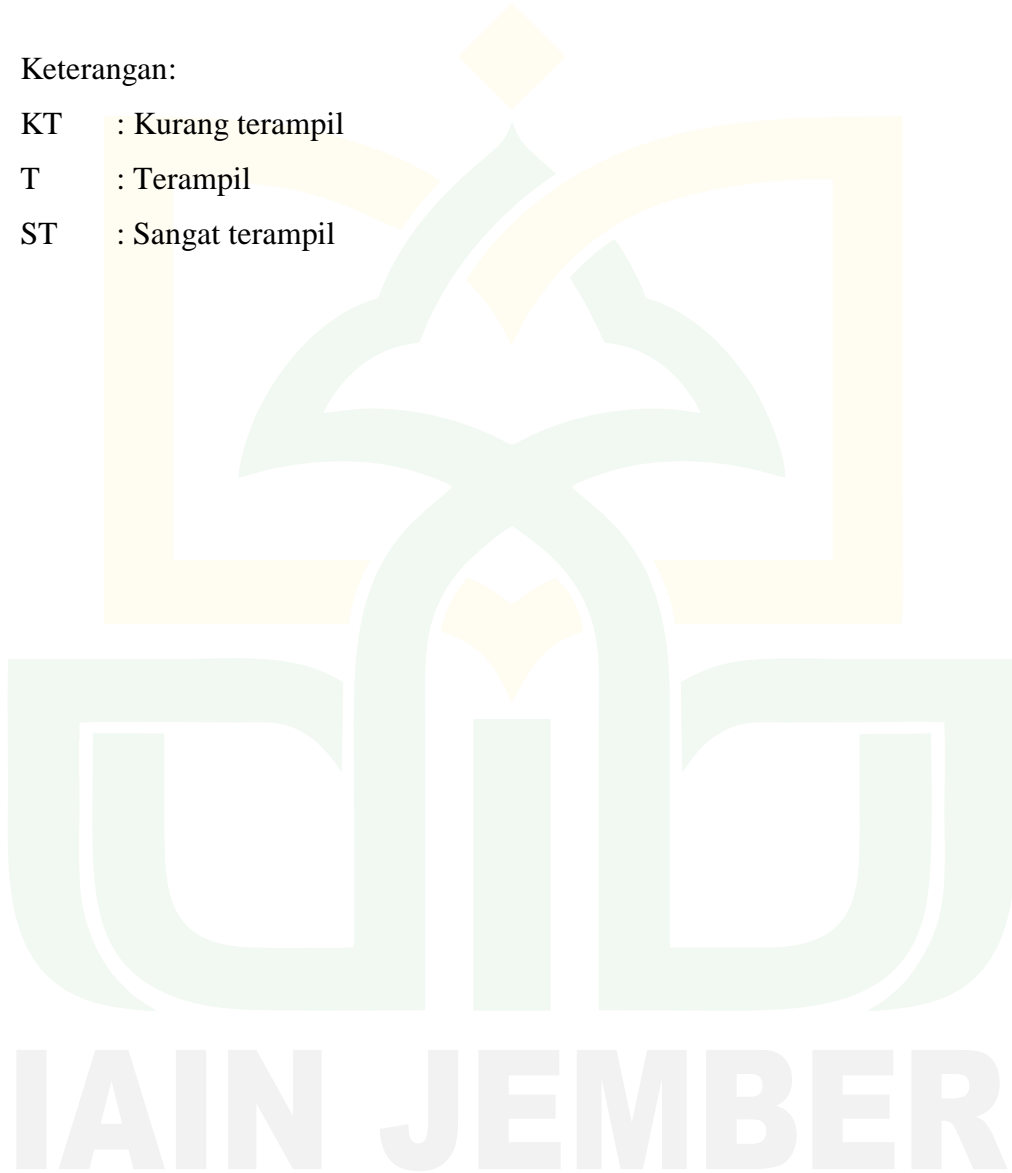 Keterangan:
KT : Kurang terampil
T : Terampil
ST : Sangat terampil
IAIN JEMBER